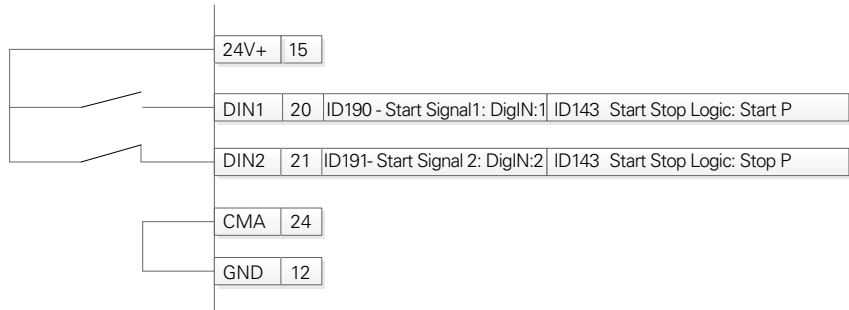 24V+ 15
DIN1 20 ID190 - Start Signal1: DigIN:1 ID143 Start Stop Logic: Start P
DIN2 21 ID191- Start Signal 2: DigIN:2 ID143 Start Stop Logic: Stop P
CMA 24
GND 12